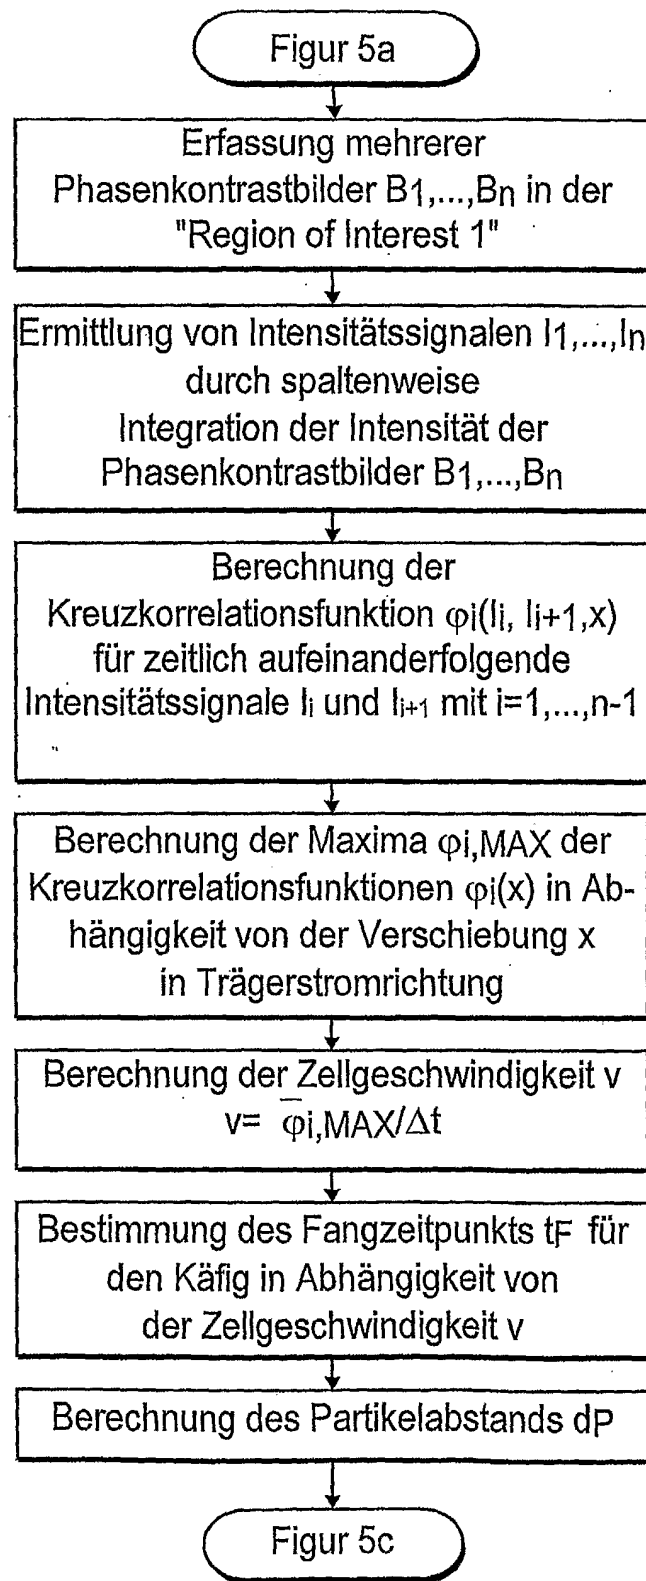 Figur 5a
Erfassung mehrerer
Phasenkontrastbilder B1,...,Bn in der
"Region of Interest 1"
Ermittlung von Intensitätssignalen I1,...,In
durch spaltenweise
Integration der Intensität der
Phasenkontrastbilder B1,...,Bn
Berechnung der
Kreuzkorrelationsfunktion φi(Ii, Ii+1,x)
für zeitlich aufeinanderfolgende
Intensitätssignale Ii und Ii+1 mit i=1,...,n-1
Berechnung der Maxima φi,MAX der
Kreuzkorrelationsfunktionen φi(x) in Ab-
hängigkeit von der Verschiebung x
in Trägerstromrichtung
Berechnung der Zellgeschwindigkeit v
v= φ̅i,MAX/Δt
Bestimmung des Fangzeitpunkts tF für
den Käfig in Abhängigkeit von
der Zellgeschwindigkeit v
Berechnung des Partikelabstands dP
Figur 5c